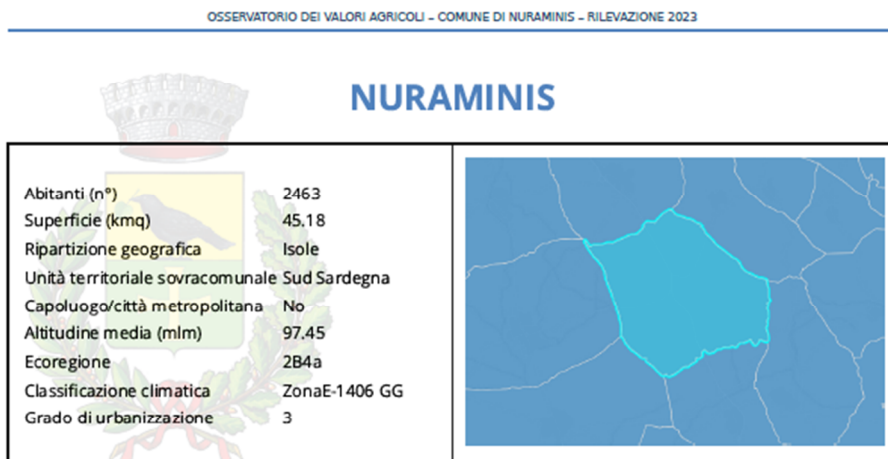 OSSERVATORIO DEI VALORI AGRICOLI – COMUNE DI NURAMINIS – RILEVAZIONE 2023
NURAMINIS
Abitanti (n°) 2463
Superficie (kmq) 45.18
Ripartizione geografica Isole
Unità territoriale sovracomunale Sud Sardegna
Capoluogo/città metropolitana No
Altitudine media (mlm) 97.45
Ecoregione 2B4a
Classificazione climatica ZonaE-1406 GG
Grado di urbanizzazione 3